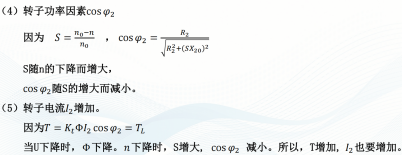 (4) 转子功率因素cos φ₂
因为 S = (n₀−n)/n₀ , cos φ₂ = R₂/√(R₂²+(SX₂₀)²)
S随n的下降而增大，
cos φ₂随S的增大而减小。
(5) 转子电流I₂增加。
因为T = KₜΦI₂ cos φ₂ = T_L
当U下降时，Φ下降。n下降时，S增大, cos φ₂ 减小。所以，T增加, I₂也要增加。